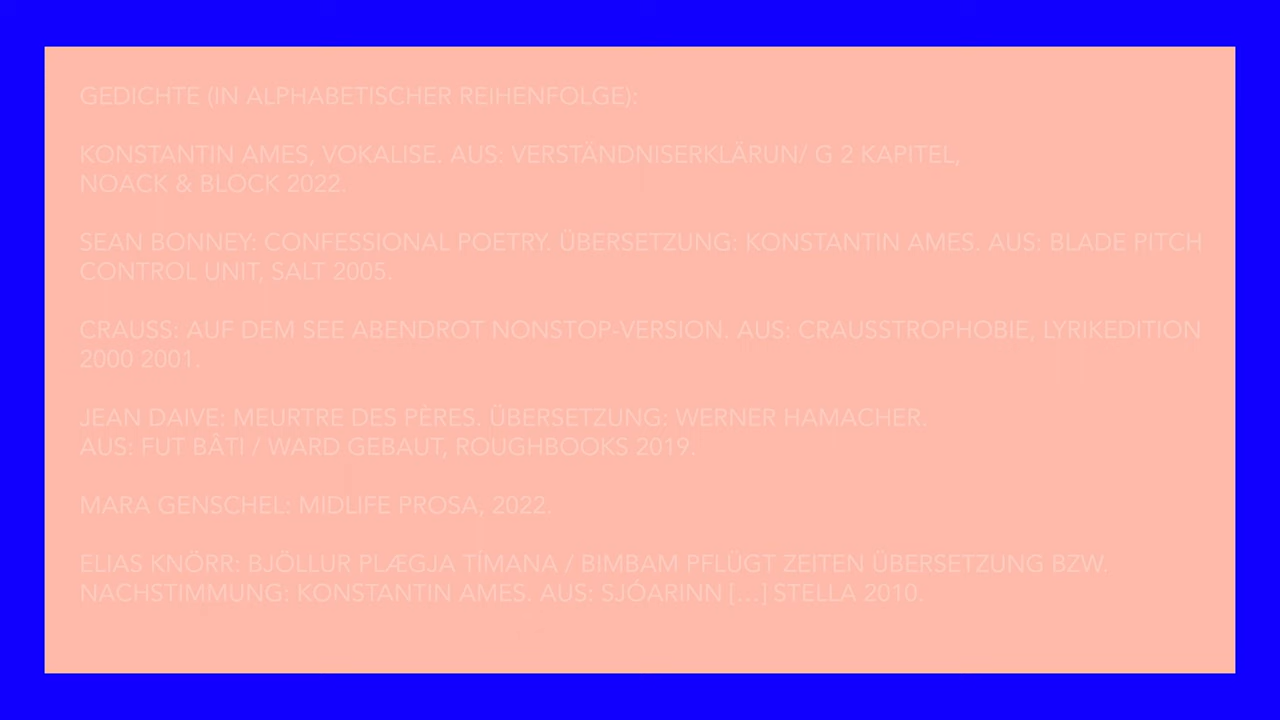 GEDICHTE (IN ALPHABETISCHER REIHENFOLGE):
KONSTANTIN AMES, VOKALISE. AUS: VERSTÄNDNISERKLÄRUN/ G 2 KAPITEL,
NOACK & BLOCK 2022.
SEAN BONNEY: CONFESSIONAL POETRY. ÜBERSETZUNG: KONSTANTIN AMES. AUS: BLADE PITCH
CONTROL UNIT, SALT 2005.
CRAUSS: AUF DEM SEE ABENDROT NONSTOP-VERSION. AUS: CRAUSSTROPHOBIE, LYRIKEDITION
2000 2001.
JEAN DAIVE: MEURTRE DES PÈRES. ÜBERSETZUNG: WERNER HAMACHER.
AUS: FUT BÂTI / WARD GEBAUT, ROUGHBOOKS 2019.
MARA GENSCHEL: MIDLIFE PROSA, 2022.
ELIAS KNÖRR: BJÖLLUR PLÆGJA TÍMANA / BIMBAM PFLÜGT ZEITEN ÜBERSETZUNG BZW.
NACHSTIMMUNG: KONSTANTIN AMES. AUS: SJÓARINN [...] STELLA 2010.